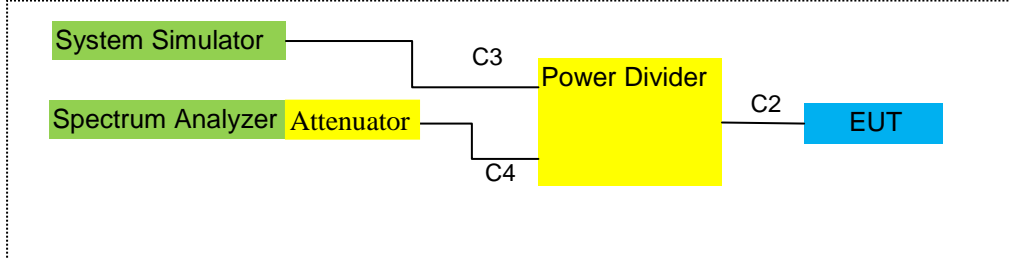 System Simulator
C3
Power Divider
C2
Spectrum Analyzer Attenuator
EUT
C4